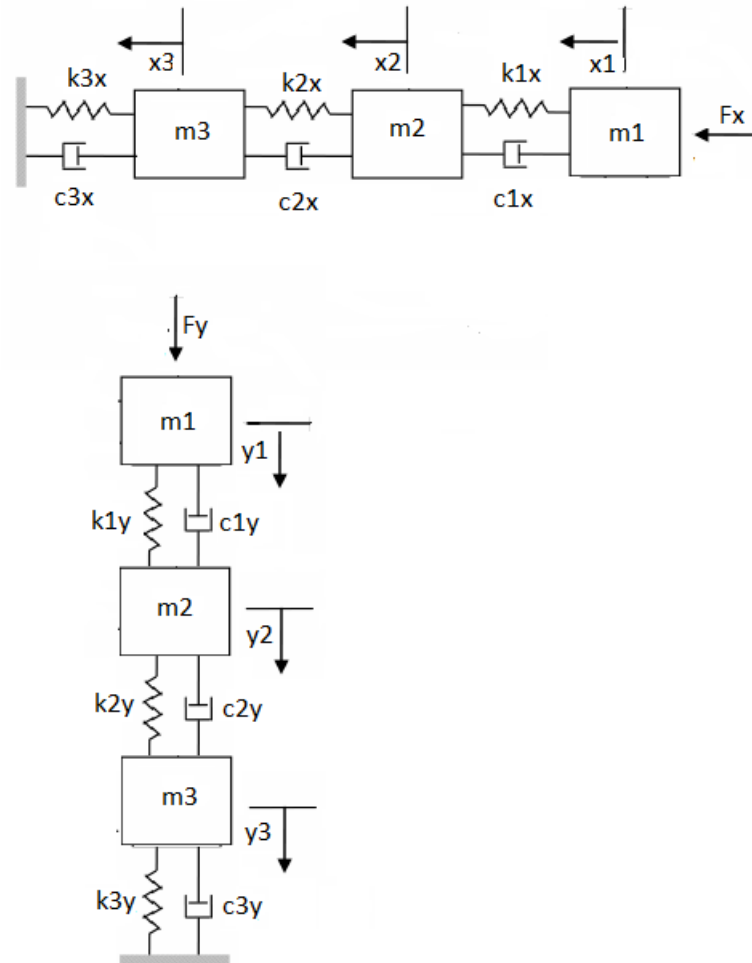 x3 x2 x1
k3x k2x k1x
m3 m2 m1 Fx
c3x c2x c1x
Fy
m1
y1
k1y c1y
m2
y2
k2y c2y
m3
y3
k3y c3y